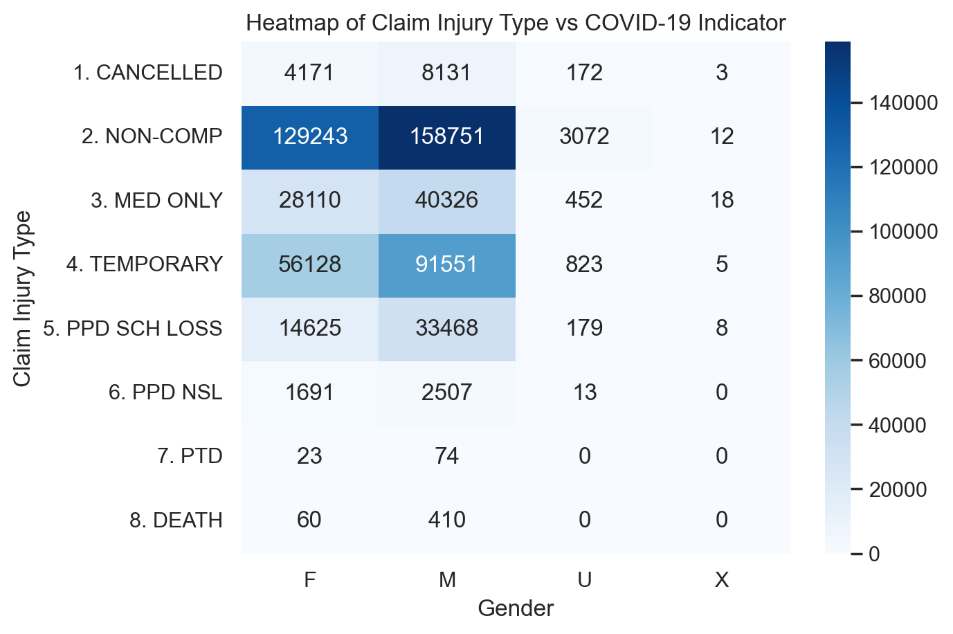 Heatmap of Claim Injury Type vs COVID-19 Indicator
Claim Injury Type
1. CANCELLED 4171 8131 172 3
2. NON-COMP 129243 158751 3072 12
3. MED ONLY 28110 40326 452 18
4. TEMPORARY 56128 91551 823 5
5. PPD SCH LOSS 14625 33468 179 8
6. PPD NSL 1691 2507 13 0
7. PTD 23 74 0 0
8. DEATH 60 410 0 0
F M U X
Gender
140000
120000
100000
80000
60000
40000
20000
0